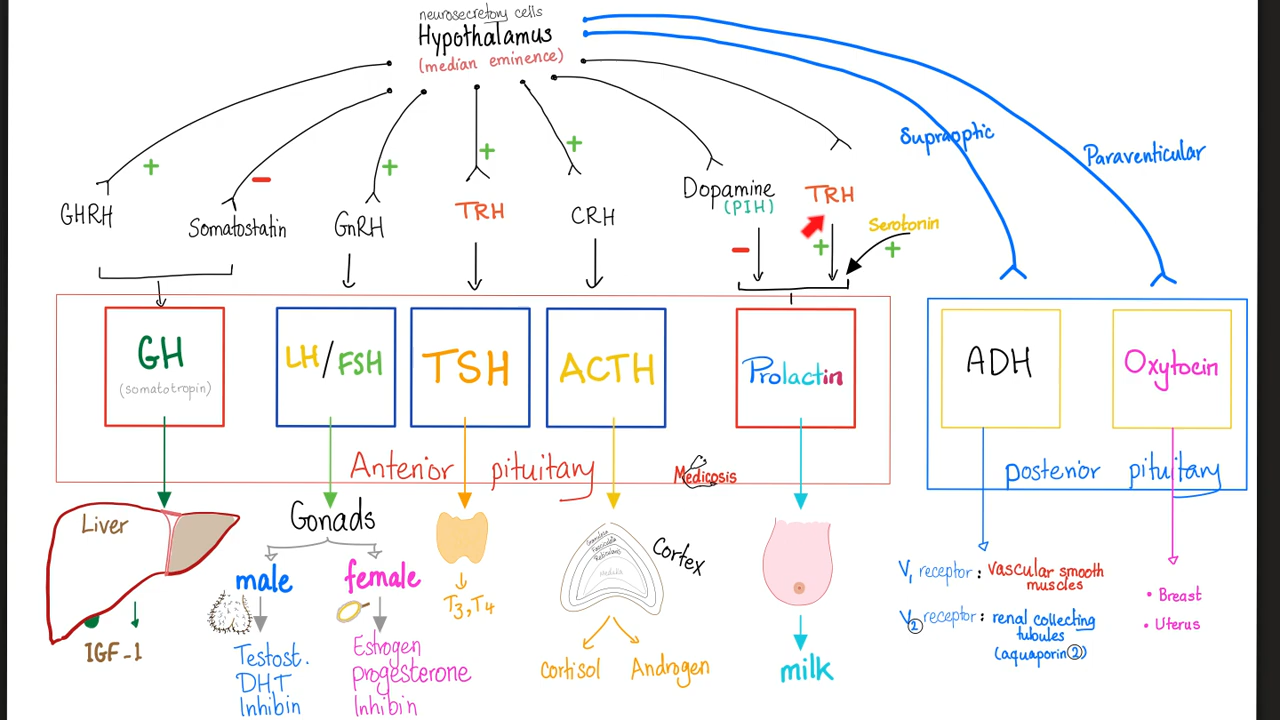 neurosecretory cells
Hypothalamus
(median eminence)
Supraoptic
Paraventicular
GHRH
Somatostatin
GnRH
TRH
CRH
Dopamine
(PIH)
TRH
Serotonin
+
−
+
+
+
−
+
+
GH
(somatotropin)
LH/FSH
TSH
ACTH
Prolactin
ADH
Oxytocin
Anterior pituitary
Medicosis
posterior pituitary
Liver
IGF-1
Gonads
male
female
Testost.
DHT
Inhibin
Estrogen
progesterone
Inhibin
T3, T4
Granulosa
Fasciculata
Reticularis
Medulla
Cortex
Cortisol
Androgen
milk
V1 receptor: vascular smooth
muscles
V2 receptor: renal collecting
tubules
(aquaporin 2)
• Breast
• Uterus